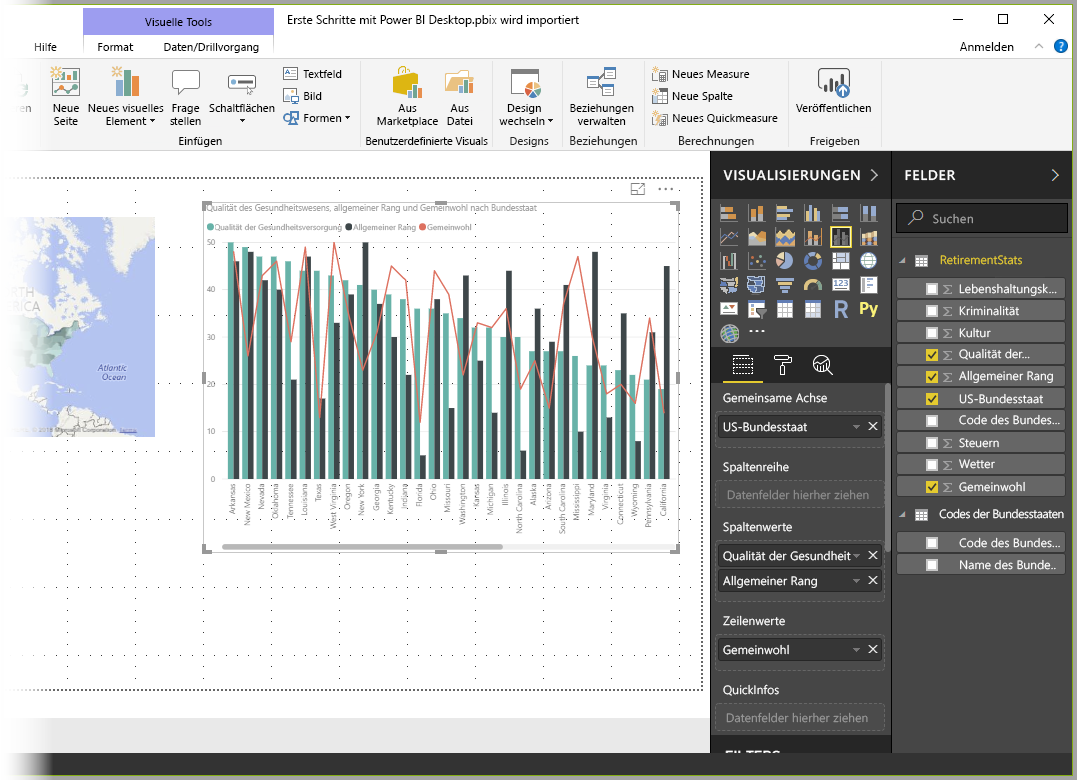 Visuelle Tools
Erste Schritte mit Power BI Desktop.pbix wird importiert
Hilfe
Format
Daten/Drillvorgang
Anmelden
?
en
Neue
Seite
Neues visuelles
Element
Frage
stellen
Schaltflächen
Textfeld
Bild
Formen
Einfügen
Aus
Marketplace
Aus
Datei
Benutzerdefinierte Visuals
Design
wechseln
Designs
Beziehungen
verwalten
Beziehungen
Neues Measure
Neue Spalte
Neues Quickmeasure
Berechnungen
Veröffentlichen
Freigeben
RTH
RICA
Atlantic
Ocean
Qualität des Gesundheitswesens, allgemeiner Rang und Gemeinwohl nach Bundesstaat
Qualität der Gesundheitsversorgung Allgemeiner Rang Gemeinwohl
50
40
30
20
10
0
Arkansas
New Mexico
Nevada
Oklahoma
Tennessee
Louisiana
Texas
West Virginia
Oregon
New York
Georgia
Kentucky
Indiana
Florida
Ohio
Missouri
Washington
Kansas
Michigan
Illinois
North Carolina
Alaska
Arizona
South Carolina
Mississippi
Maryland
Virginia
Connecticut
Wyoming
Pennsylvania
California
VISUALISIERUNGEN
123
R
Py
Gemeinsame Achse
US-Bundesstaat
Spaltenreihe
Datenfelder hierher ziehen
Spaltenwerte
Qualität der Gesundheit
Allgemeiner Rang
Zeilenwerte
Gemeinwohl
QuickInfos
Datenfelder hierher ziehen
FILTERS
FELDER
Suchen
RetirementStats
Lebenshaltungsk...
Kriminalität
Kultur
Qualität der...
Allgemeiner Rang
US-Bundesstaat
Code des Bundes...
Steuern
Wetter
Gemeinwohl
Codes der Bundesstaaten
Code des Bundes...
Name des Bunde..